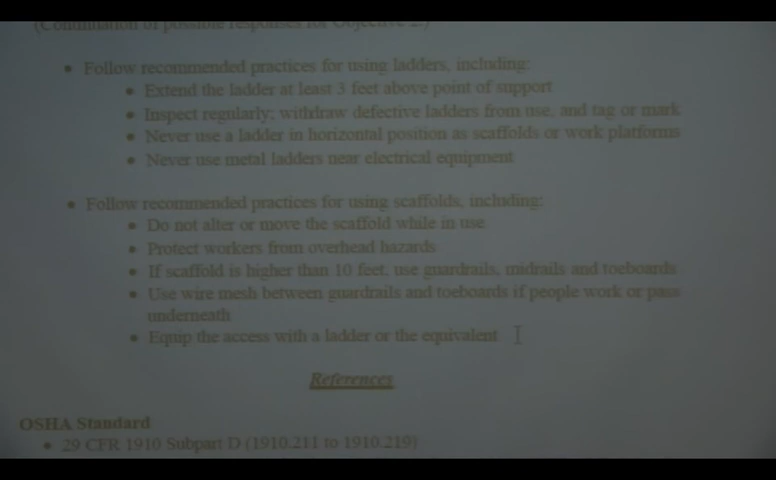 (Continuation of possible responses for Objective 2.)
• Follow recommended practices for using ladders, including:
• Extend the ladder at least 3 feet above point of support
• Inspect regularly; withdraw defective ladders from use, and tag or mark
• Never use a ladder in horizontal position as scaffolds or work platforms
• Never use metal ladders near electrical equipment
• Follow recommended practices for using scaffolds, including:
• Do not alter or move the scaffold while in use
• Protect workers from overhead hazards
• If scaffold is higher than 10 feet, use guardrails, midrails and toeboards
• Use wire mesh between guardrails and toeboards if people work or pass
underneath
• Equip the access with a ladder or the equivalent
References
OSHA Standard
• 29 CFR 1910 Subpart D (1910.211 to 1910.219)